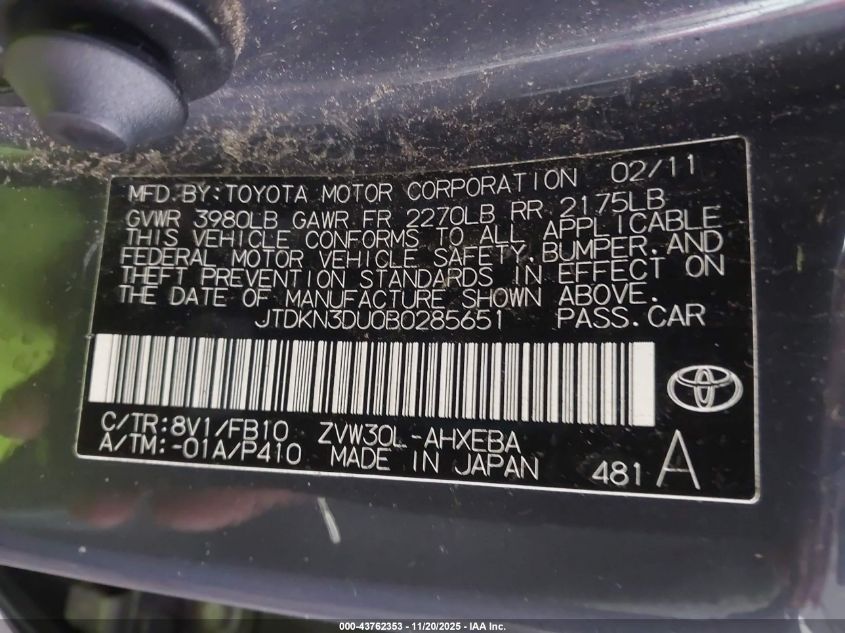 MFD.BY:TOYOTA MOTOR CORPORATION 02/11
GVWR 3980LB GAWR FR 2270LB RR 2175LB
THIS VEHICLE CONFORMS TO ALL APPLICABLE
FEDERAL MOTOR VEHICLE SAFETY,BUMPER,AND
THEFT PREVENTION STANDARDS IN EFFECT ON
THE DATE OF MANUFACTURE SHOWN ABOVE.
JTDKN3DU0B0285651 PASS.CAR
C/TR:8V1/FB10 ZVW30L-AHXEBA
A/TM:-01A/P410 MADE IN JAPAN 481 A
000-43762353 - 11/20/2025 - IAA Inc.